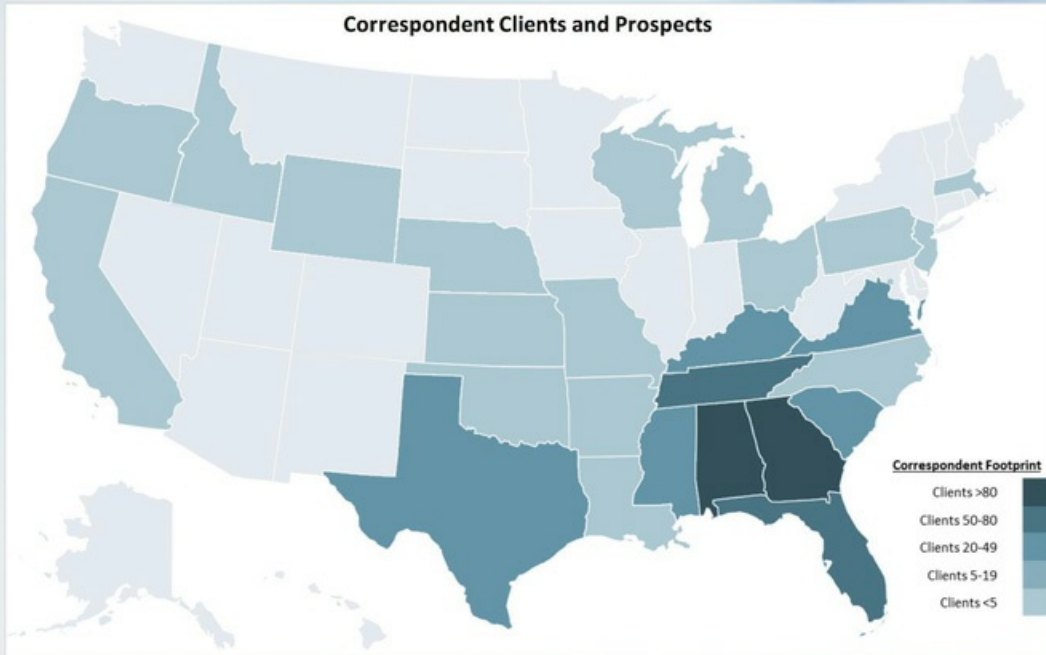 Correspondent Clients and Prospects
Correspondent Footprint
Clients >80
Clients 50-80
Clients 20-49
Clients 5-19
Clients <5